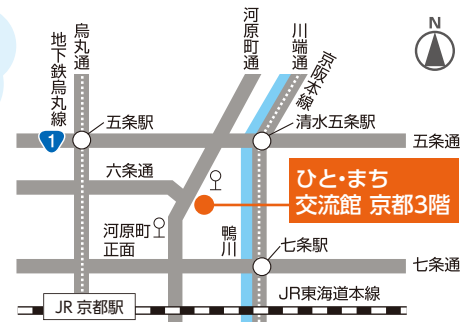 烏丸通
地下鉄烏丸線
河原町通
川端通
京阪本線
N
1
五条駅
清水五条駅
五条通
六条通
ひと・まち
交流館 京都3階
河原町
正面
鴨川
七条駅
七条通
JR東海道本線
JR 京都駅